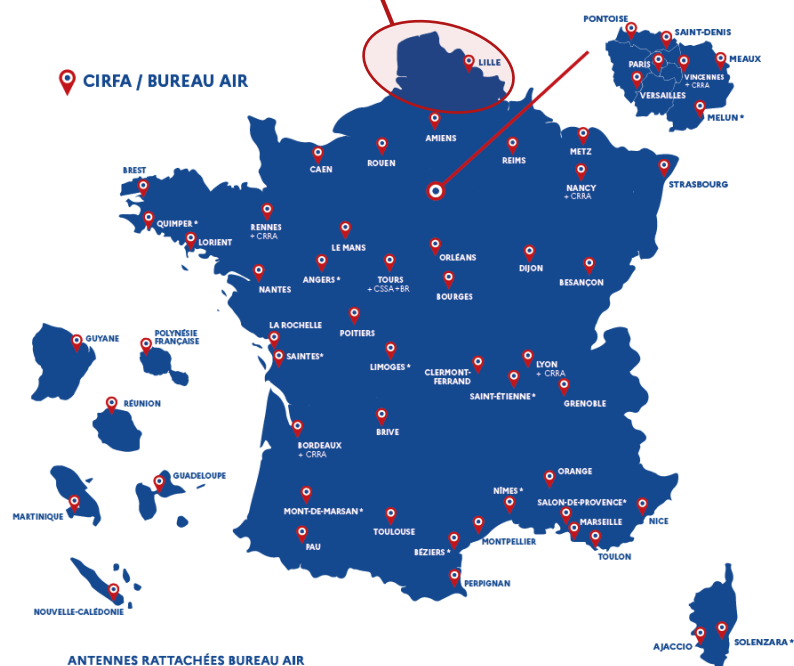 PONTOISE
SAINT-DENIS
LILLE
PARIS
MEAUX
VINCENNES
+ CRRA
VERSAILLES
CIRFA / BUREAU AIR
MELUN *
AMIENS
ROUEN
REIMS
METZ
CAEN
BREST
STRASBOURG
NANCY
+ CRRA
QUIMPER *
RENNES
+ CRRA
LORIENT
LE MANS
ORLÉANS
DIJON
ANGERS *
TOURS
+ CSSA+BR
BESANÇON
NANTES
BOURGES
LA ROCHELLE
POITIERS
GUYANE
POLYNÉSIE
FRANÇAISE
SAINTES*
LIMOGES *
CLERMONT-
FERRAND
LYON
+ CRRA
SAINT-ÉTIENNE *
GRENOBLE
RÉUNION
BRIVE
BORDEAUX
+ CRRA
GUADELOUPE
ORANGE
NÎMES *
MARTINIQUE
MONT-DE-MARSAN *
SALON-DE-PROVENCE*
MARSEILLE
NICE
TOULOUSE
PAU
BÉZIERS *
MONTPELLIER
TOULON
PERPIGNAN
NOUVELLE-CALÉDONIE
AJACCIO
SOLENZARA *
ANTENNES RATTACHÉES BUREAU AIR